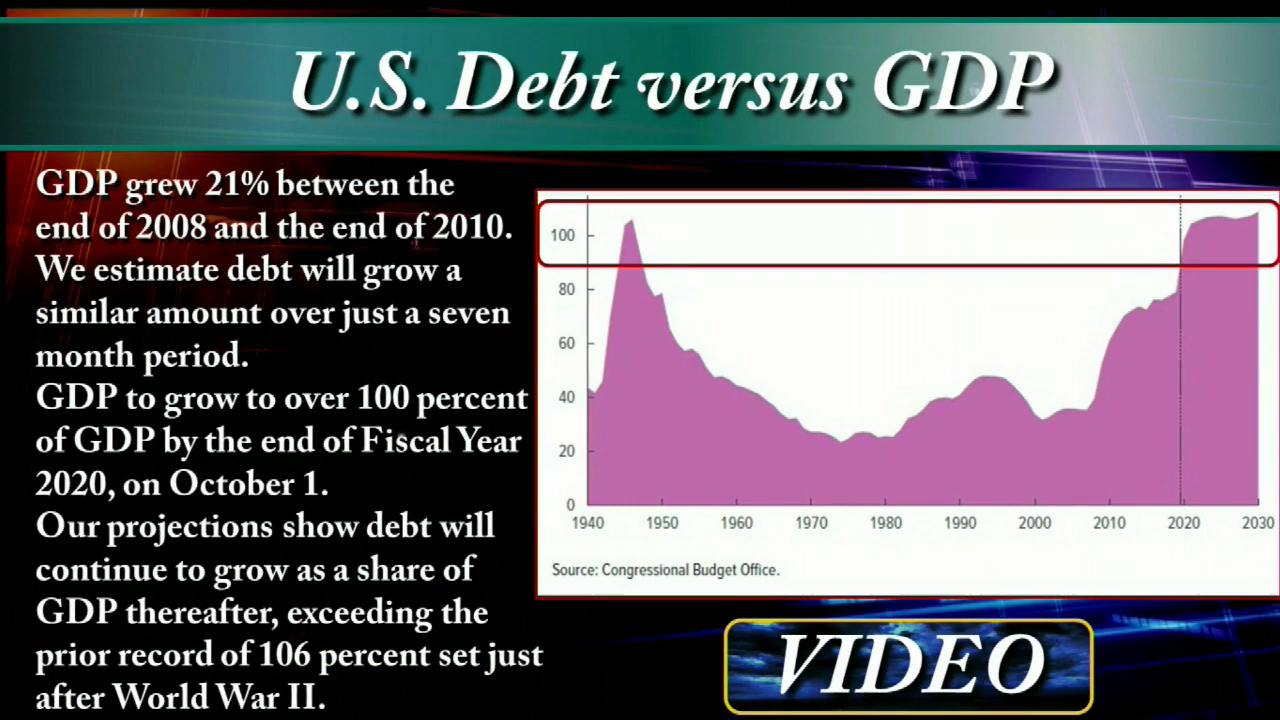 U.S. Debt versus GDP
GDP grew 21% between the
end of 2008 and the end of 2010.
We estimate debt will grow a
similar amount over just a seven
month period.
GDP to grow to over 100 percent
of GDP by the end of Fiscal Year
2020, on October 1.
Our projections show debt will
continue to grow as a share of
GDP thereafter, exceeding the
prior record of 106 percent set just
after World War II.
100
80
60
40
20
0
1940 1950 1960 1970 1980 1990 2000 2010 2020 2030
Source: Congressional Budget Office.
VIDEO